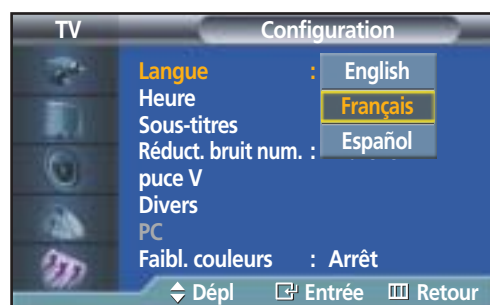 TV Configuration
Langue : English
Heure Français
Sous-titres
Réduct. bruit num. : Español
puce V
Divers
PC
Faibl. couleurs : Arrêt
Dépl Entrée Retour